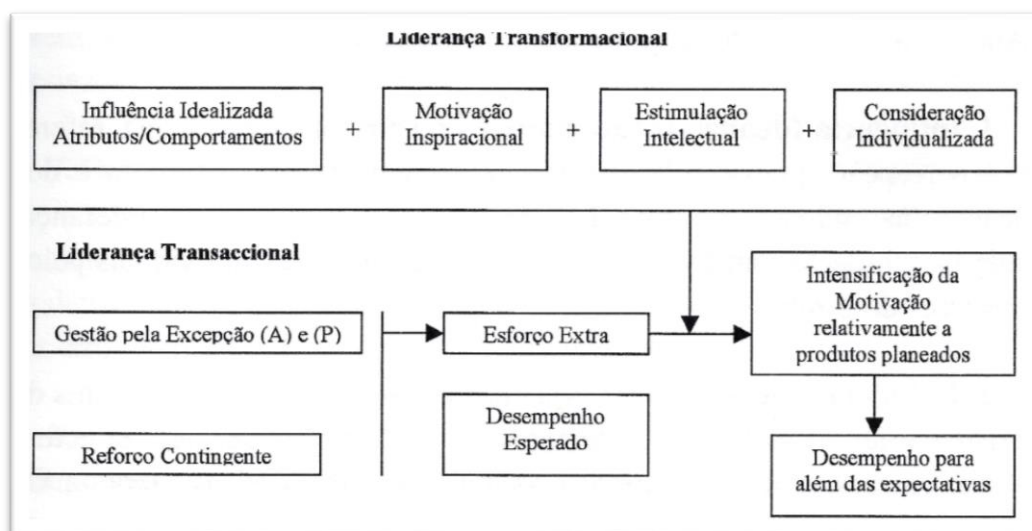 Liderança Transformacional
Influência Idealizada
Atributos/Comportamentos
+
Motivação
Inspiracional
+
Estimulação
Intelectual
+
Consideração
Individualizada
Liderança Transaccional
Gestão pela Excepção (A) e (P)
Reforço Contingente
Esforço Extra
Desempenho
Esperado
Intensificação da
Motivação
relativamente a
produtos planeados
Desempenho para
além das expectativas